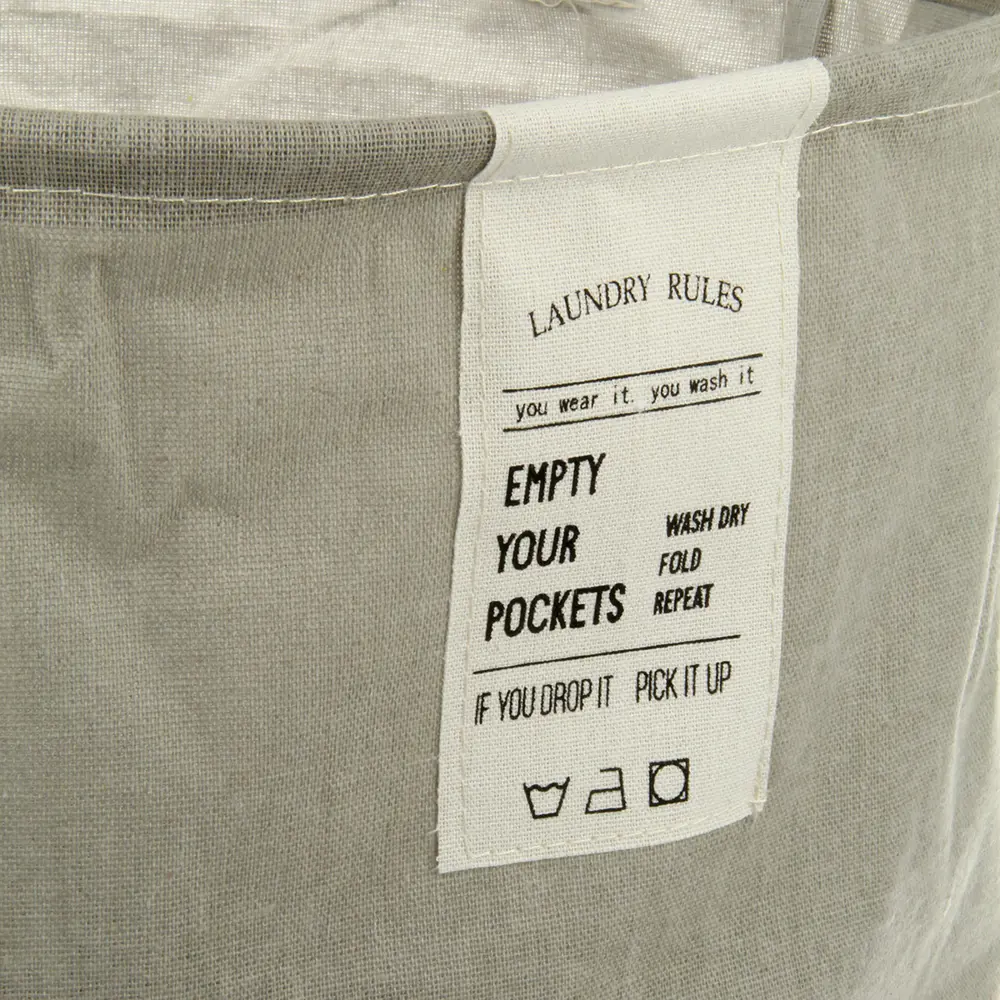 LAUNDRY RULES
you wear it. you wash it
EMPTY
YOUR
POCKETS
WASH DRY
FOLD
REPEAT
IF YOU DROP IT PICK IT UP